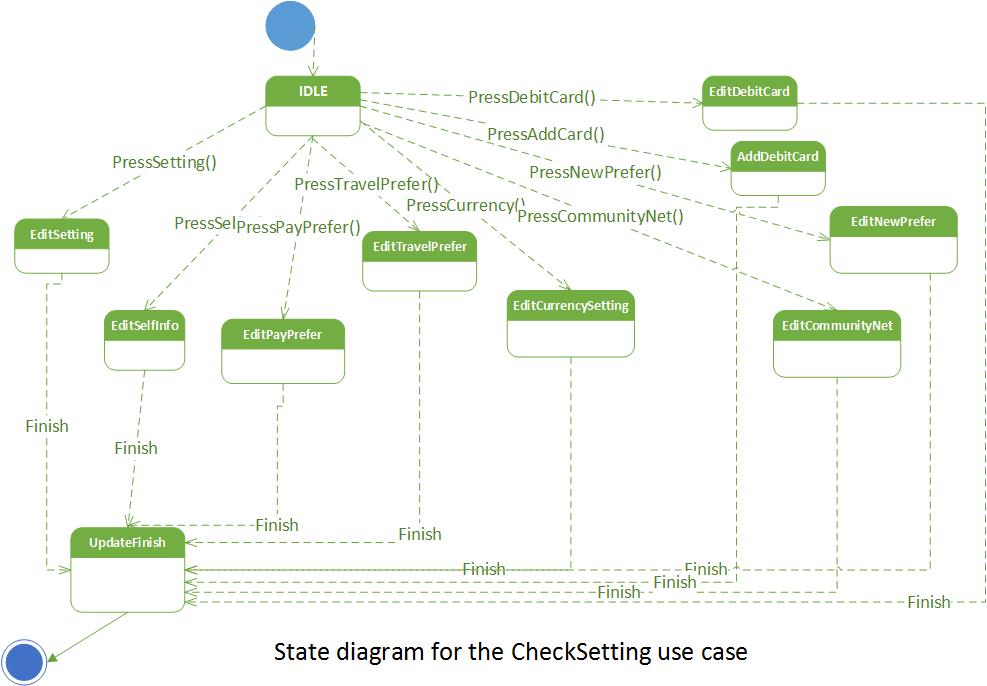 IDLE
EditDebitCard
PressDebitCard()
PressAddCard()
AddDebitCard
PressSetting()
PressNewPrefer()
PressTravelPrefer()
PressCurrency()
PressCommunityNet()
PressPayPrefer()
EditNewPrefer
EditSetting
EditTravelPrefer
EditCurrencySetting
EditSelfInfo
EditPayPrefer
EditCommunityNet
Finish
Finish
Finish
Finish
UpdateFinish
Finish
Finish
Finish
Finish
Finish
State diagram for the CheckSetting use case